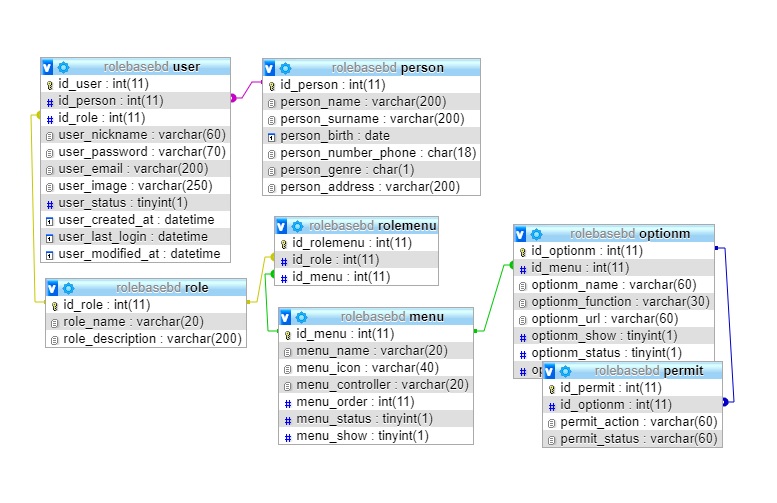 rolebasebd user
id_user : int(11)
id_person : int(11)
id_role : int(11)
user_nickname : varchar(60)
user_password : varchar(70)
user_email : varchar(200)
user_image : varchar(250)
user_status : tinyint(1)
user_created_at : datetime
user_last_login : datetime
user_modified_at : datetime
rolebasebd person
id_person : int(11)
person_name : varchar(200)
person_surname : varchar(200)
person_birth : date
person_number_phone : char(18)
person_genre : char(1)
person_address : varchar(200)
rolebasebd role
id_role : int(11)
role_name : varchar(20)
role_description : varchar(200)
rolebasebd rolemenu
id_rolemenu : int(11)
id_role : int(11)
id_menu : int(11)
rolebasebd menu
id_menu : int(11)
menu_name : varchar(20)
menu_icon : varchar(40)
menu_controller : varchar(20)
menu_order : int(11)
menu_status : tinyint(1)
menu_show : tinyint(1)
rolebasebd optionm
id_optionm : int(11)
id_menu : int(11)
optionm_name : varchar(60)
optionm_function : varchar(30)
optionm_url : varchar(60)
optionm_show : tinyint(1)
optionm_status : tinyint(1)
rolebasebd permit
id_permit : int(11)
id_optionm : int(11)
permit_action : varchar(60)
permit_status : varchar(60)